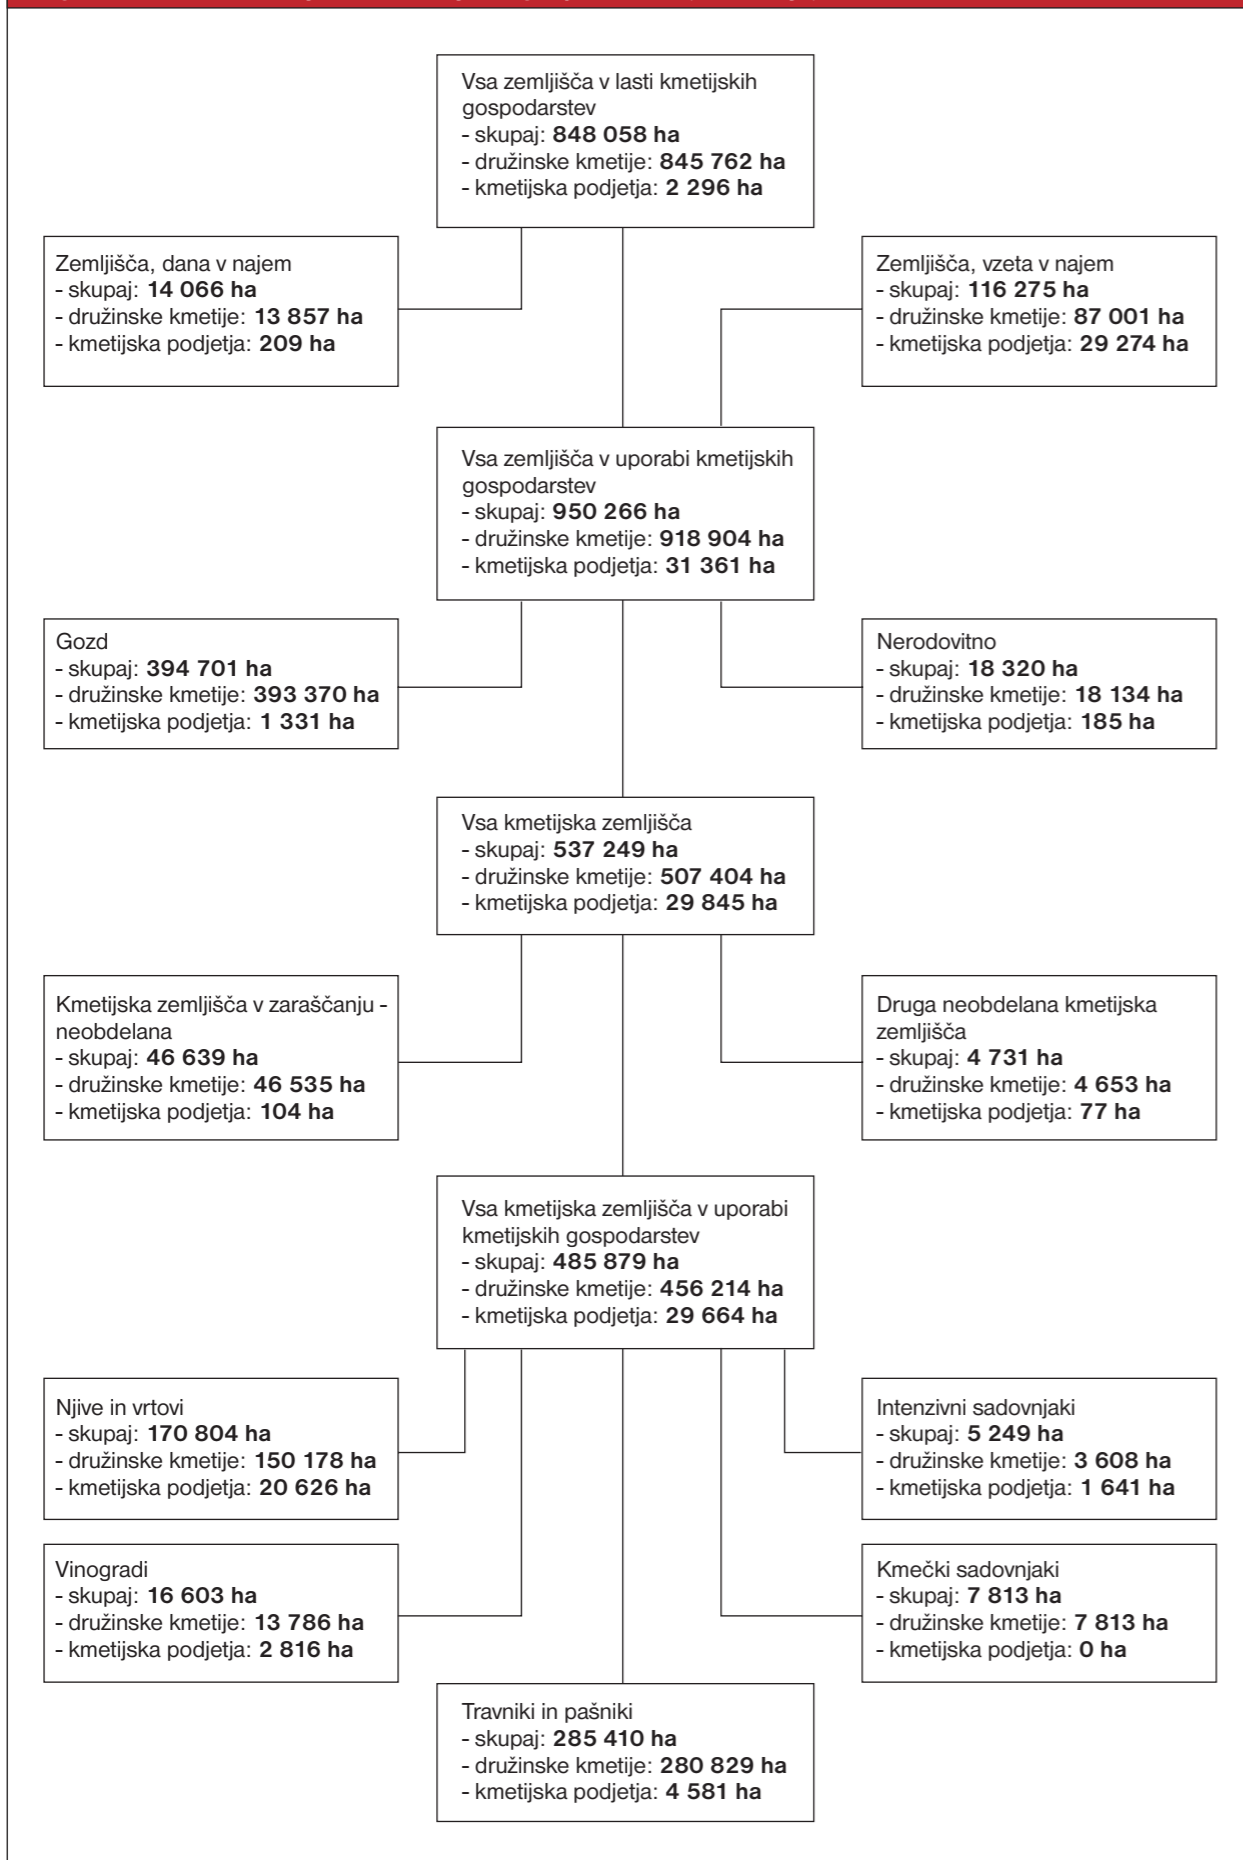 Vsa zemljišča v lasti kmetijskih
gospodarstev
- skupaj: 848 058 ha
- družinske kmetije: 845 762 ha
- kmetijska podjetja: 2 296 ha
Zemljišča, dana v najem
- skupaj: 14 066 ha
- družinske kmetije: 13 857 ha
- kmetijska podjetja: 209 ha
Zemljišča, vzeta v najem
- skupaj: 116 275 ha
- družinske kmetije: 87 001 ha
- kmetijska podjetja: 29 274 ha
Vsa zemljišča v uporabi kmetijskih
gospodarstev
- skupaj: 950 266 ha
- družinske kmetije: 918 904 ha
- kmetijska podjetja: 31 361 ha
Gozd
- skupaj: 394 701 ha
- družinske kmetije: 393 370 ha
- kmetijska podjetja: 1 331 ha
Nerodovitno
- skupaj: 18 320 ha
- družinske kmetije: 18 134 ha
- kmetijska podjetja: 185 ha
Vsa kmetijska zemljišča
- skupaj: 537 249 ha
- družinske kmetije: 507 404 ha
- kmetijska podjetja: 29 845 ha
Kmetijska zemljišča v zaraščanju -
neobdelana
- skupaj: 46 639 ha
- družinske kmetije: 46 535 ha
- kmetijska podjetja: 104 ha
Druga neobdelana kmetijska
zemljišča
- skupaj: 4 731 ha
- družinske kmetije: 4 653 ha
- kmetijska podjetja: 77 ha
Vsa kmetijska zemljišča v uporabi
kmetijskih gospodarstev
- skupaj: 485 879 ha
- družinske kmetije: 456 214 ha
- kmetijska podjetja: 29 664 ha
Njive in vrtovi
- skupaj: 170 804 ha
- družinske kmetije: 150 178 ha
- kmetijska podjetja: 20 626 ha
Intenzivni sadovnjaki
- skupaj: 5 249 ha
- družinske kmetije: 3 608 ha
- kmetijska podjetja: 1 641 ha
Vinogradi
- skupaj: 16 603 ha
- družinske kmetije: 13 786 ha
- kmetijska podjetja: 2 816 ha
Kmečki sadovnjaki
- skupaj: 7 813 ha
- družinske kmetije: 7 813 ha
- kmetijska podjetja: 0 ha
Travniki in pašniki
- skupaj: 285 410 ha
- družinske kmetije: 280 829 ha
- kmetijska podjetja: 4 581 ha